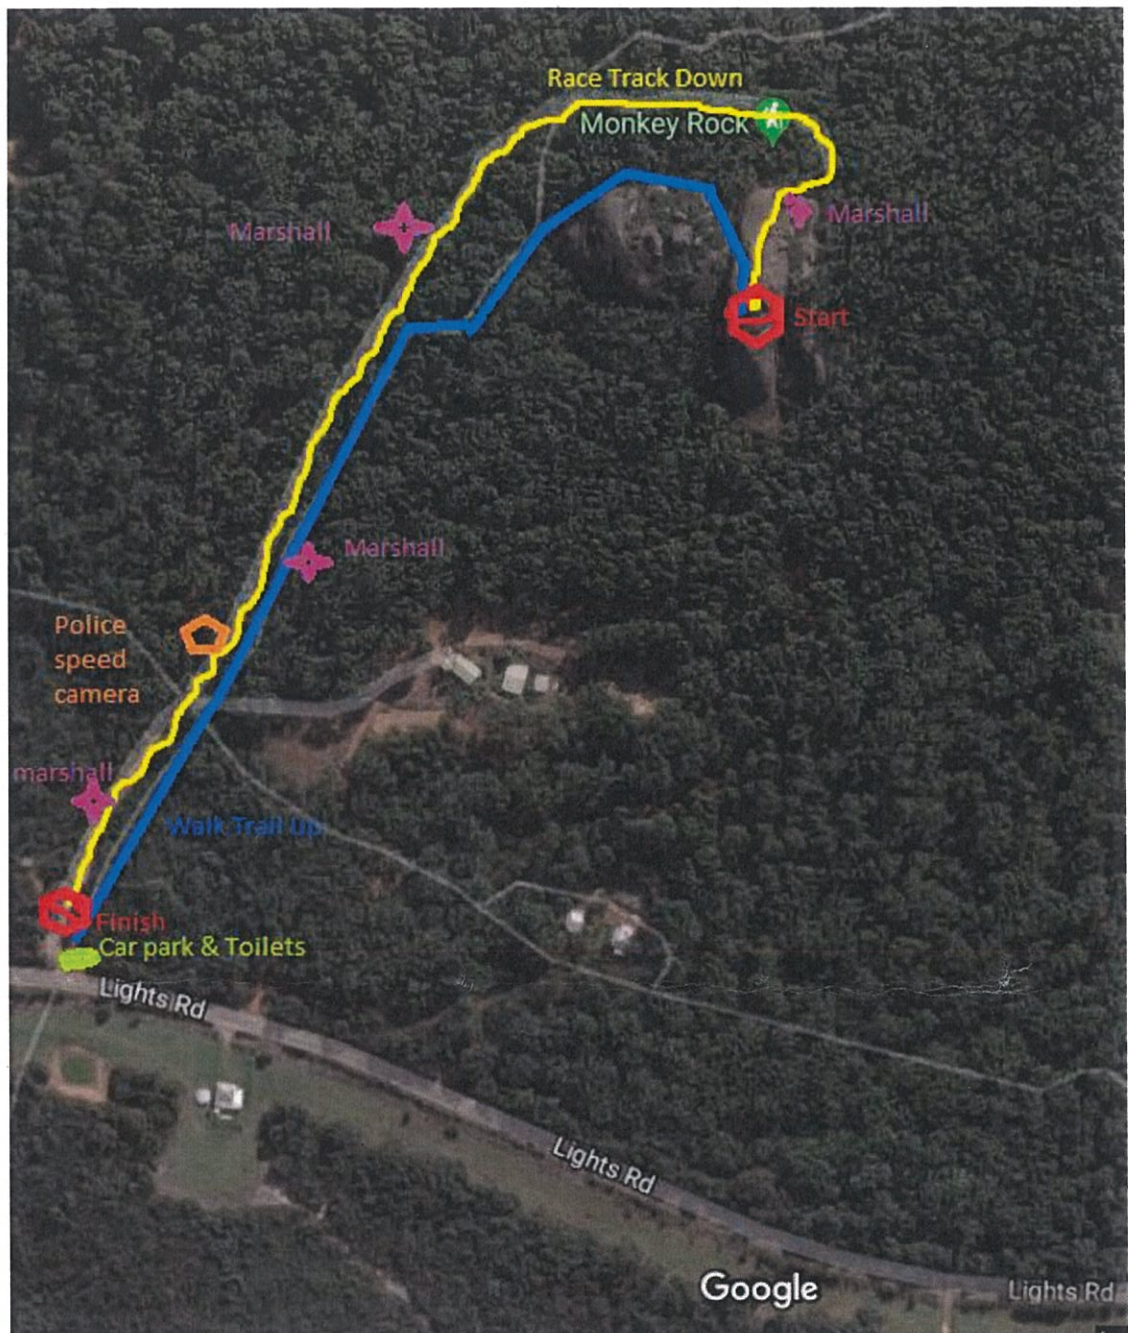 Race Track Down
Monkey Rock
Marshall
Marshall
Start
Marshall
Police
speed
camera
marshall
Walk Trail up
Finish
Car park & Toilets
Lights Rd
Lights Rd
Google
Lights Rd